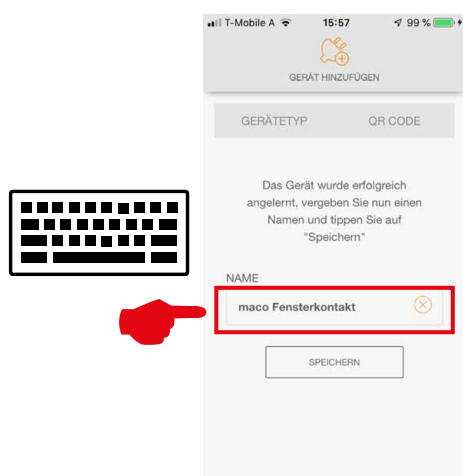 T-Mobile A 15:57 99 %
GERÄT HINZUFÜGEN
GERÄTETYP QR CODE
Das Gerät wurde erfolgreich
angelernt, vergeben Sie nun einen
Namen und tippen Sie auf
"Speichern"
NAME
maco Fensterkontakt
SPEICHERN